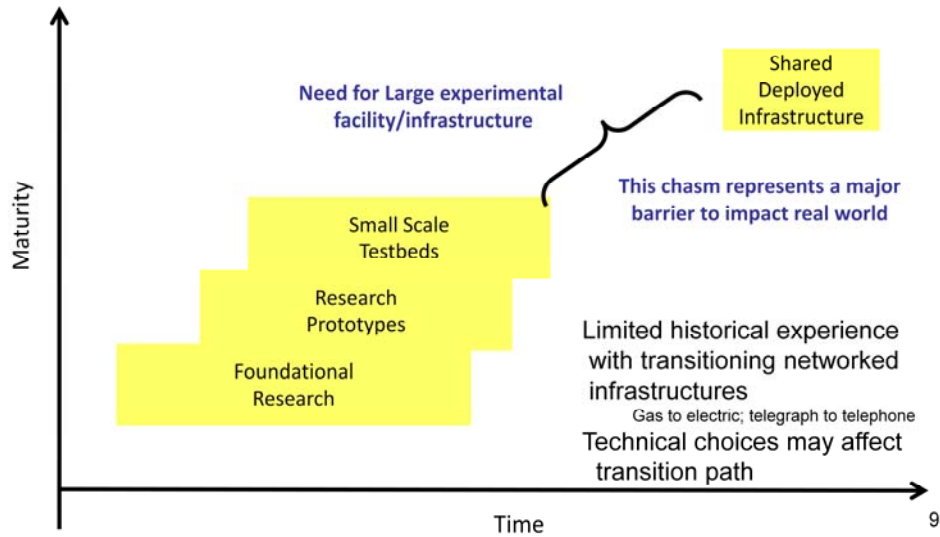 Shared
Deployed
Infrastructure
Need for Large experimental
facility/infrastructure
This chasm represents a major
barrier to impact real world
Small Scale
Testbeds
Maturity
Research
Prototypes
Foundational
Research
Limited historical experience
with transitioning networked
infrastructures
Gas to electric; telegraph to telephone
Technical choices may affect
transition path
Time
9